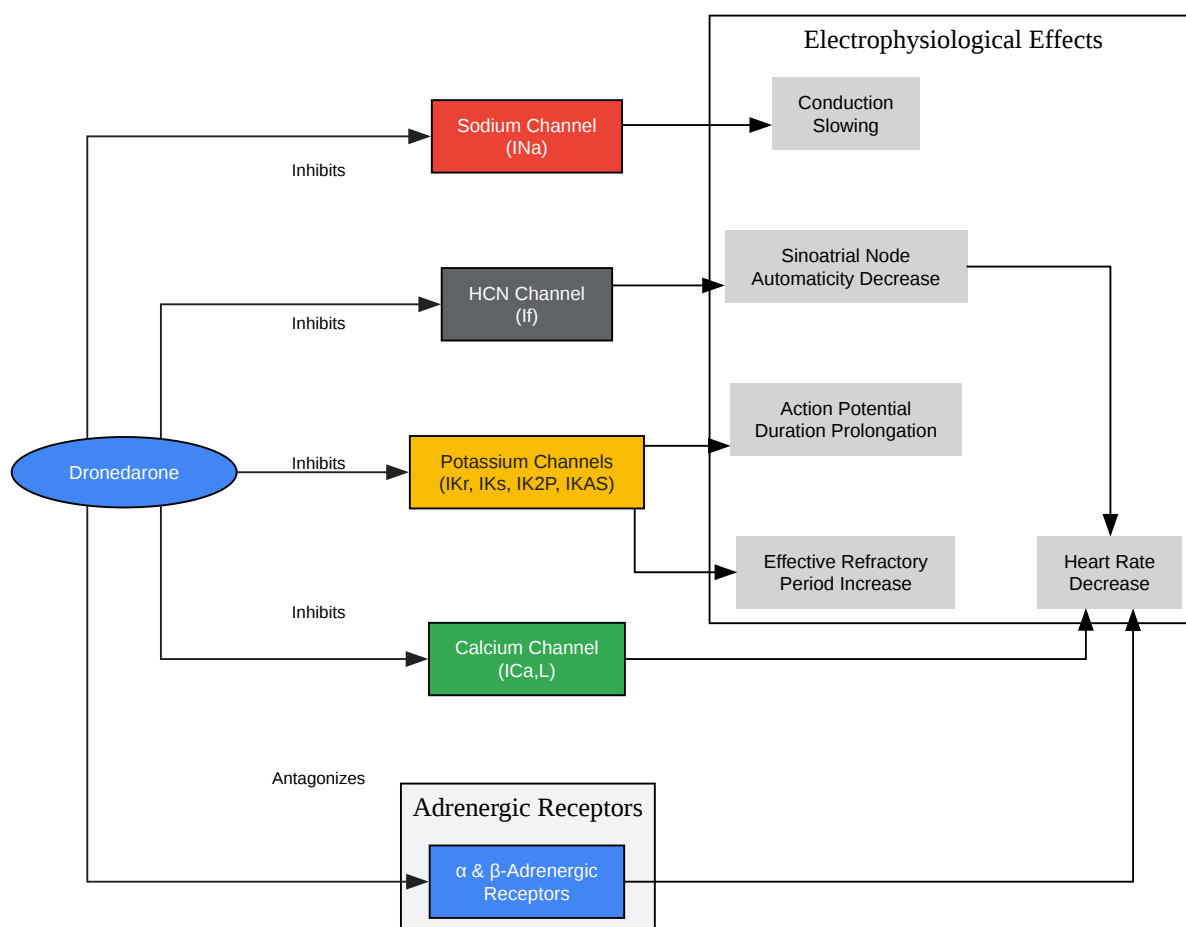 Electrophysiological Effects
Conduction
Slowing
Sodium Channel
(INa)
Inhibits
Sinoatrial Node
Automaticity Decrease
HCN Channel
(If)
Inhibits
Action Potential
Duration Prolongation
Dronedarone
Inhibits
Potassium Channels
(IKr, IKs, IK2P, IKAS)
Effective Refractory
Period Increase
Heart Rate
Decrease
Inhibits
Calcium Channel
(ICa,L)
Antagonizes
Adrenergic Receptors
α & β-Adrenergic
Receptors